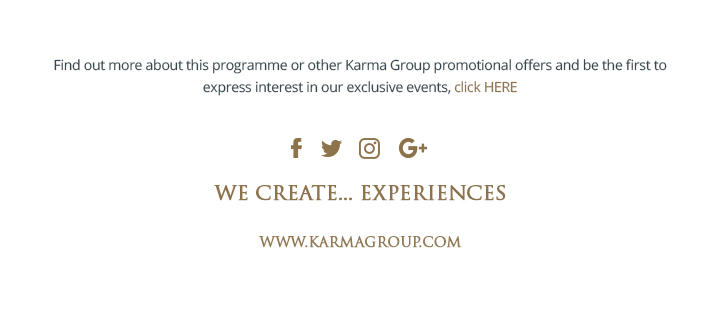 Find out more about this programme or other Karma Group promotional offers and be the first to
express interest in our exclusive events, click HERE
f G+
WE CREATE... EXPERIENCES
WWW.KARMAGROUP.COM